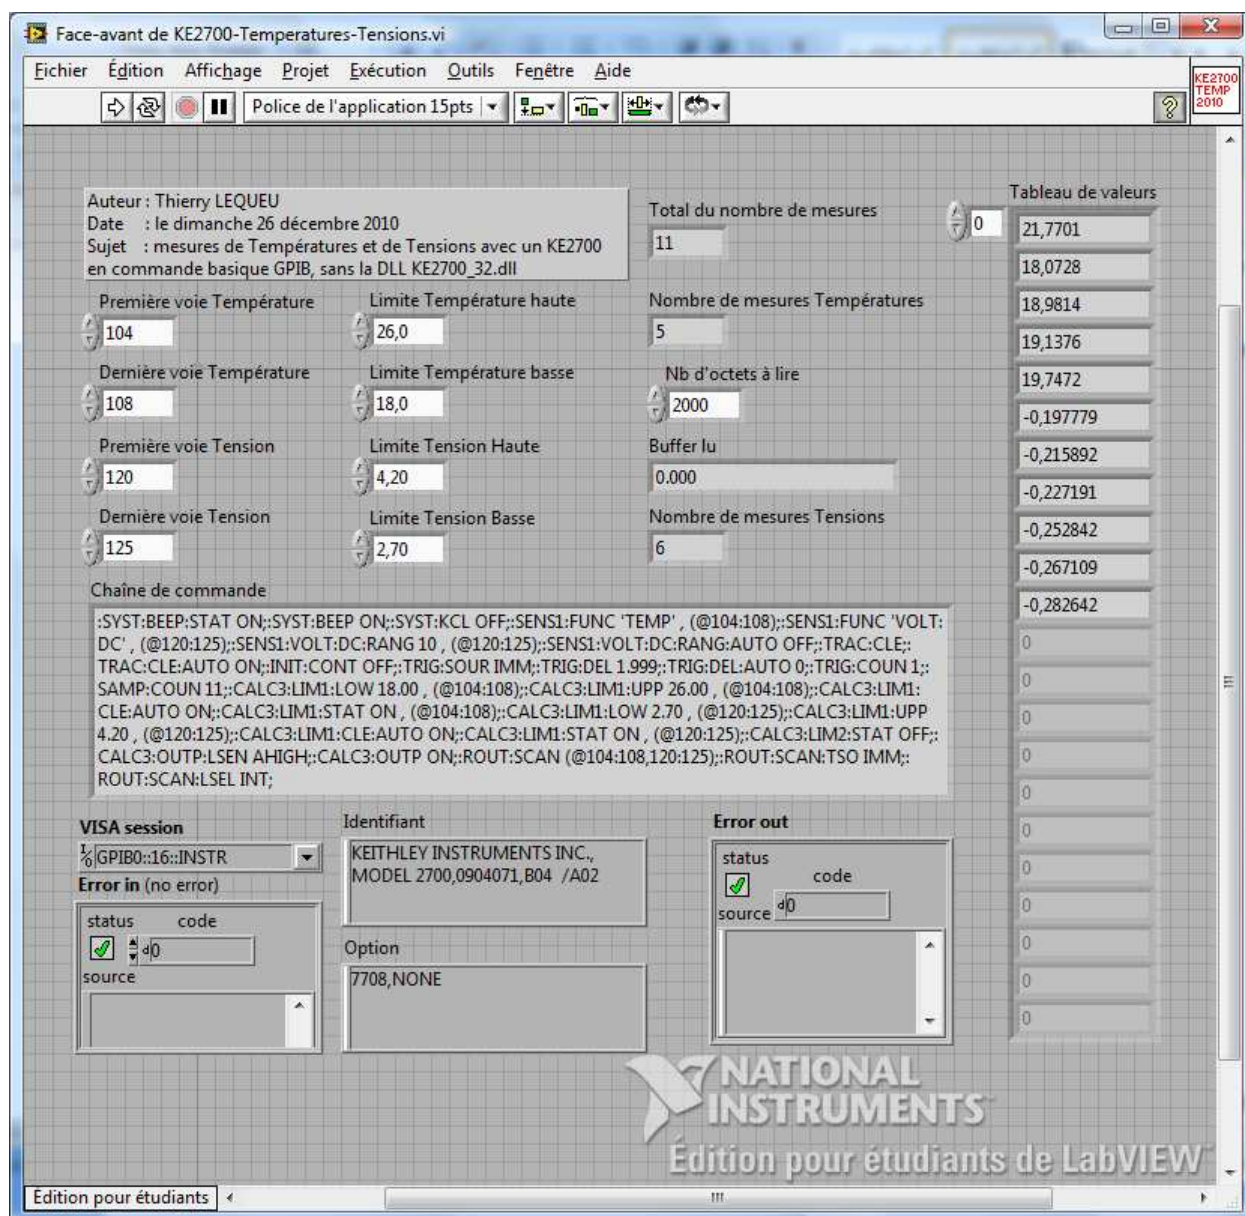 Face-avant de KE2700-Temperatures-Tensions.vi
Fichier Édition Affichage Projet Exécution Outils Fenêtre Aide
KE2700
TEMP
2010
Police de l'application 15pts
Auteur : Thierry LEQUEU
Date : le dimanche 26 décembre 2010
Sujet : mesures de Températures et de Tensions avec un KE2700
en commande basique GPIB, sans la DLL KE2700_32.dll
Total du nombre de mesures
11
Première voie Température
104
Limite Température haute
26,0
Nombre de mesures Températures
5
Dernière voie Température
108
Limite Température basse
18,0
Nb d'octets à lire
2000
Première voie Tension
120
Limite Tension Haute
4,20
Buffer lu
0.000
Dernière voie Tension
125
Limite Tension Basse
2,70
Nombre de mesures Tensions
6
Tableau de valeurs
0
21,7701
18,0728
18,9814
19,1376
19,7472
-0,197779
-0,215892
-0,227191
-0,252842
-0,267109
-0,282642
0
0
0
0
0
0
0
0
0
0
0
Chaîne de commande
:SYST:BEEP:STAT ON;:SYST:BEEP ON;:SYST:KCL OFF;:SENS1:FUNC 'TEMP' , (@104:108);:SENS1:FUNC 'VOLT:
DC' , (@120:125);:SENS1:VOLT:DC:RANG 10 , (@120:125);:SENS1:VOLT:DC:RANG:AUTO OFF;:TRAC:CLE;:
TRAC:CLE:AUTO ON;:INIT:CONT OFF;:TRIG:SOUR IMM;:TRIG:DEL 1.999;:TRIG:DEL:AUTO 0;:TRIG:COUN 1;:
SAMP:COUN 11;:CALC3:LIM1:LOW 18.00 , (@104:108);:CALC3:LIM1:UPP 26.00 , (@104:108);:CALC3:LIM1:
CLE:AUTO ON;:CALC3:LIM1:STAT ON , (@104:108);:CALC3:LIM1:LOW 2.70 , (@120:125);:CALC3:LIM1:UPP
4.20 , (@120:125);:CALC3:LIM1:CLE:AUTO ON;:CALC3:LIM1:STAT ON , (@120:125);:CALC3:LIM2:STAT OFF;:
CALC3:OUTP:LSEN AHIGH;:CALC3:OUTP ON;:ROUT:SCAN (@104:108,120:125);:ROUT:SCAN:TSO IMM;:
ROUT:SCAN:LSEL INT;
VISA session
GPIB0::16::INSTR
Error in (no error)
status code
d0
source
Identifiant
KEITHLEY INSTRUMENTS INC.,
MODEL 2700,0904071,B04 /A02
Option
7708,NONE
Error out
status
code
d0
source
NATIONAL
INSTRUMENTS™
Édition pour étudiants de LabVIEW™
Édition pour étudiants